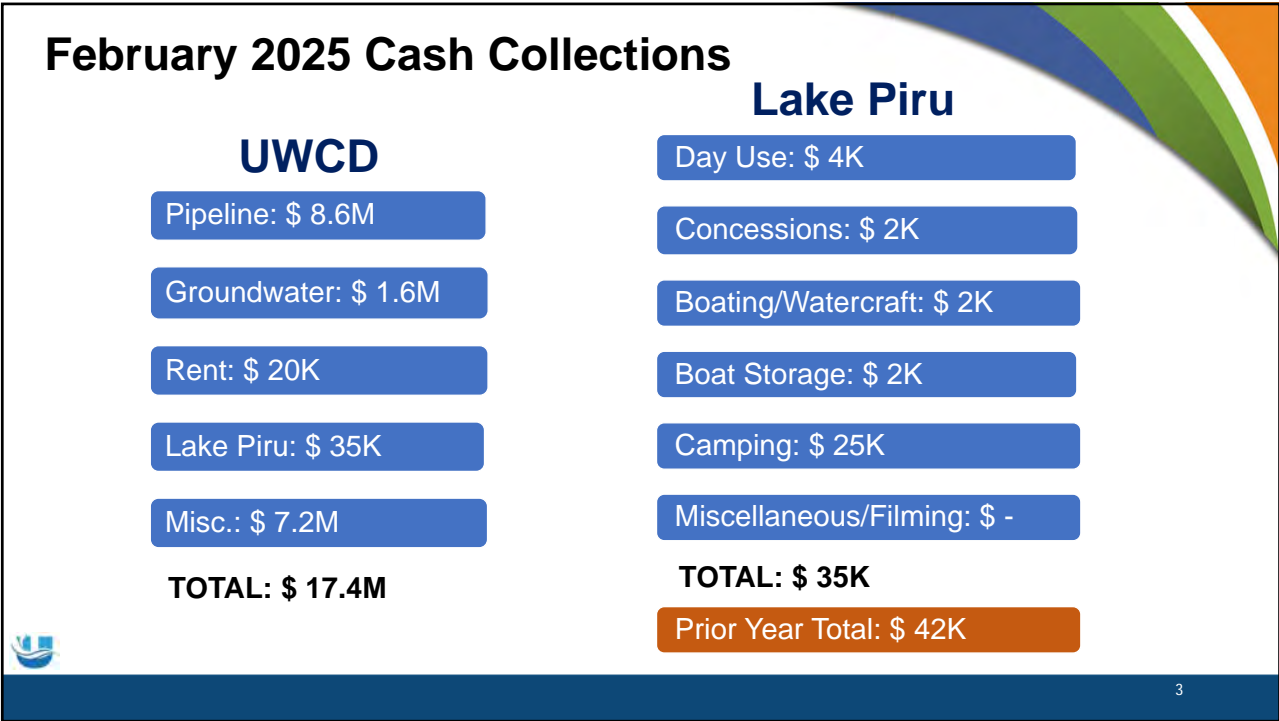 February 2025 Cash Collections
UWCD
Pipeline: $ 8.6M
Groundwater: $ 1.6M
Rent: $ 20K
Lake Piru: $ 35K
Misc.: $ 7.2M
TOTAL: $ 17.4M
Lake Piru
Day Use: $ 4K
Concessions: $ 2K
Boating/Watercraft: $ 2K
Boat Storage: $ 2K
Camping: $ 25K
Miscellaneous/Filming: $ -
TOTAL: $ 35K
Prior Year Total: $ 42K
3